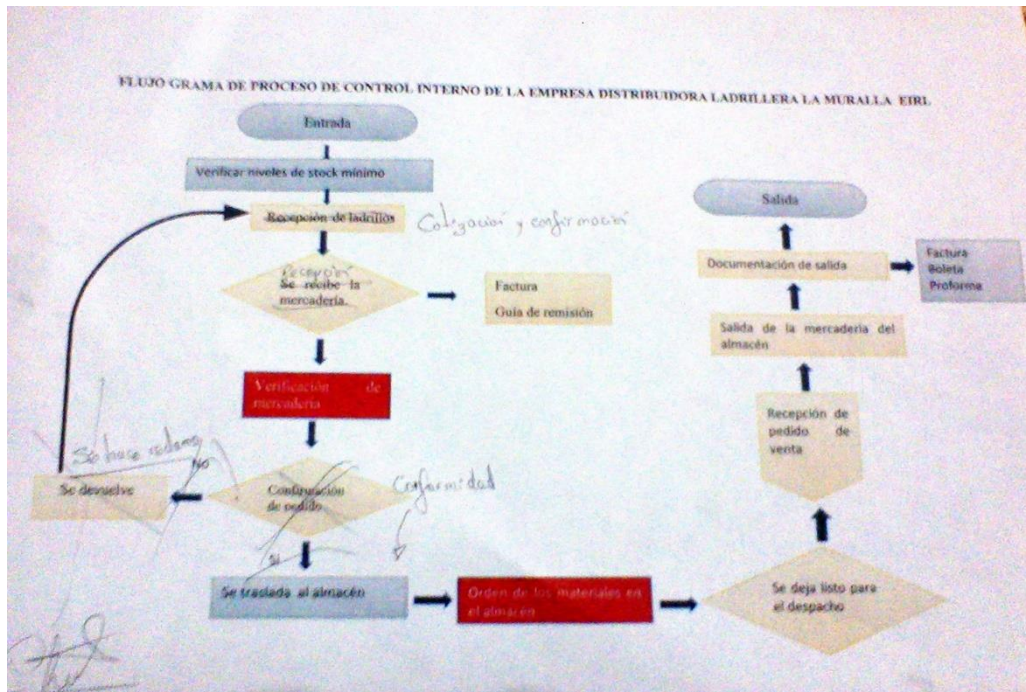 FLUJO GRAMA DE PROCESO DE CONTROL INTERNO DE LA EMPRESA DISTRIBUIDORA LADRILLERA LA MURALLA EIRL
Entrada
Verificar niveles de stock mínimo
Recepción de ladrillos
Cotización y confirmación
Recepción
Se recibe la
mercadería.
Factura
Guía de remisión
Verificación de
mercadería
Se hace reclamo
NO
Se devuelve
Confirmación
de pedido
Conformidad
Se traslada al almacén
Orden de los materiales en
el almacén
Se deja listo para
el despacho
Recepción de
pedido de
venta
Salida de la mercadería del
almacén
Documentación de salida
Factura
Boleta
Proforma
Salida